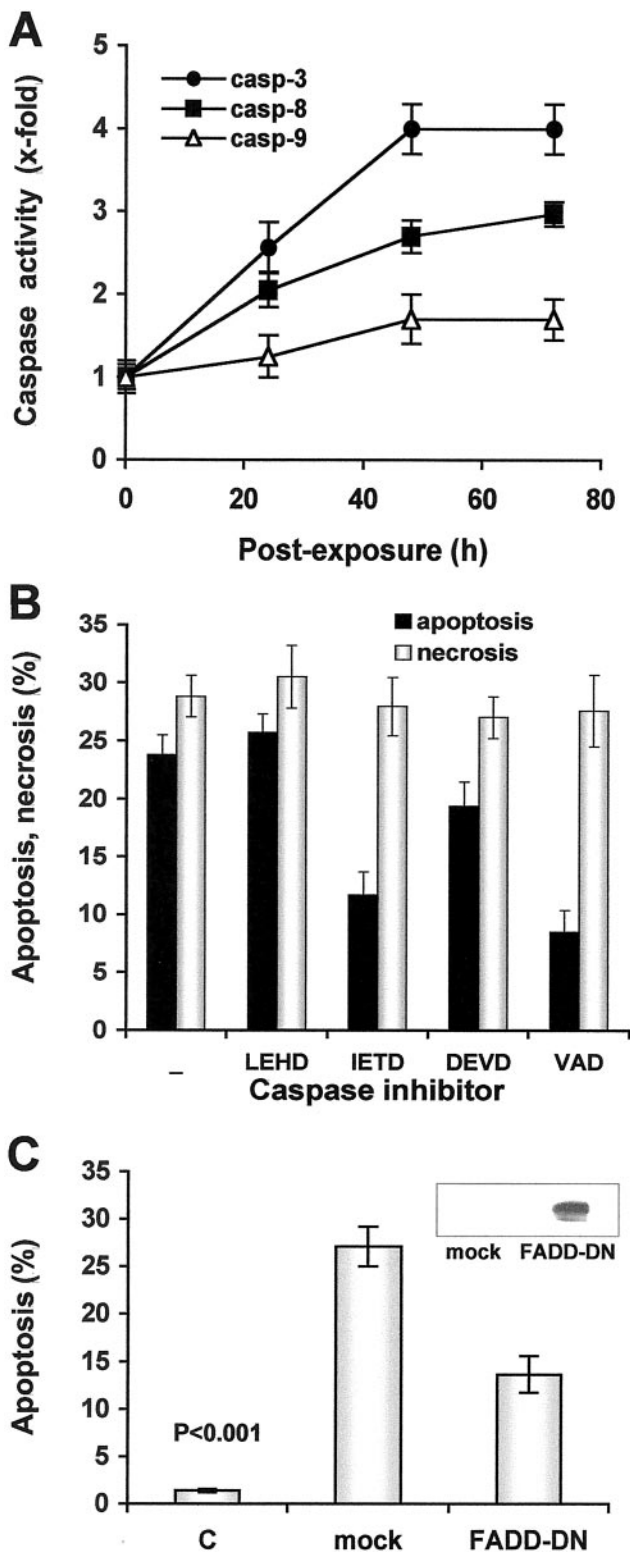 A
Caspase activity (x-fold)
5
4
3
2
1
0
casp-3
casp-8
casp-9
0 20 40 60 80
Post-exposure (h)
B
Apoptosis, necrosis (%)
35
30
25
20
15
10
5
0
apoptosis
necrosis
– LEHD IETD DEVD VAD
Caspase inhibitor
C
Apoptosis (%)
35
30
25
20
15
10
5
0
mock FADD-DN
P<0.001
C mock FADD-DN